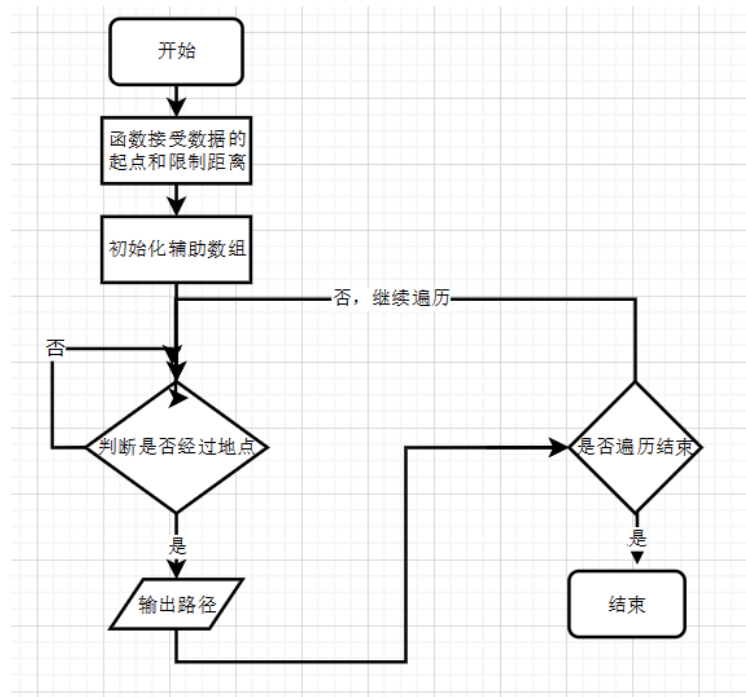 开始
函数接受数据的
起点和限制距离
初始化辅助数组
否，继续遍历
否
判断是否经过地点
是否遍历结束
是
是
输出路径
结束